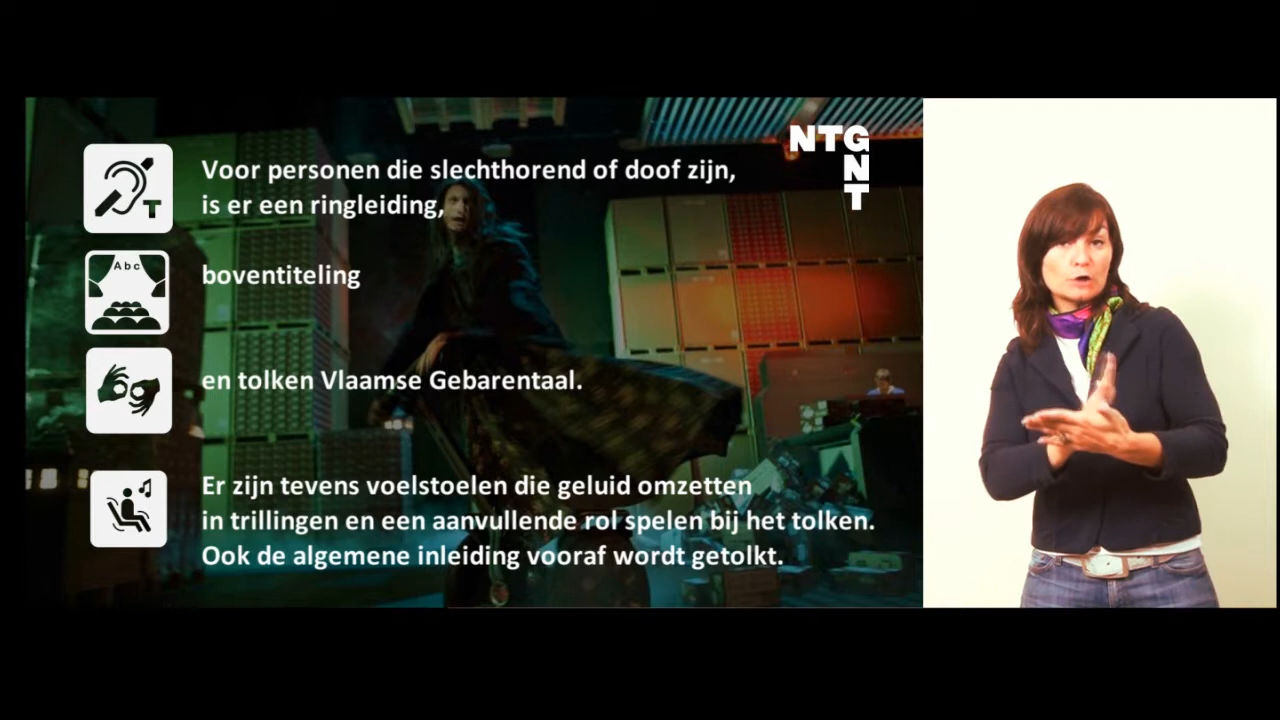 NTG
N
T
Voor personen die slechthorend of doof zijn,
is er een ringleiding,
T
Abc
boventiteling
en tolken Vlaamse Gebarentaal.
Er zijn tevens voelstoelen die geluid omzetten
in trillingen en een aanvullende rol spelen bij het tolken.
Ook de algemene inleiding vooraf wordt getolkt.